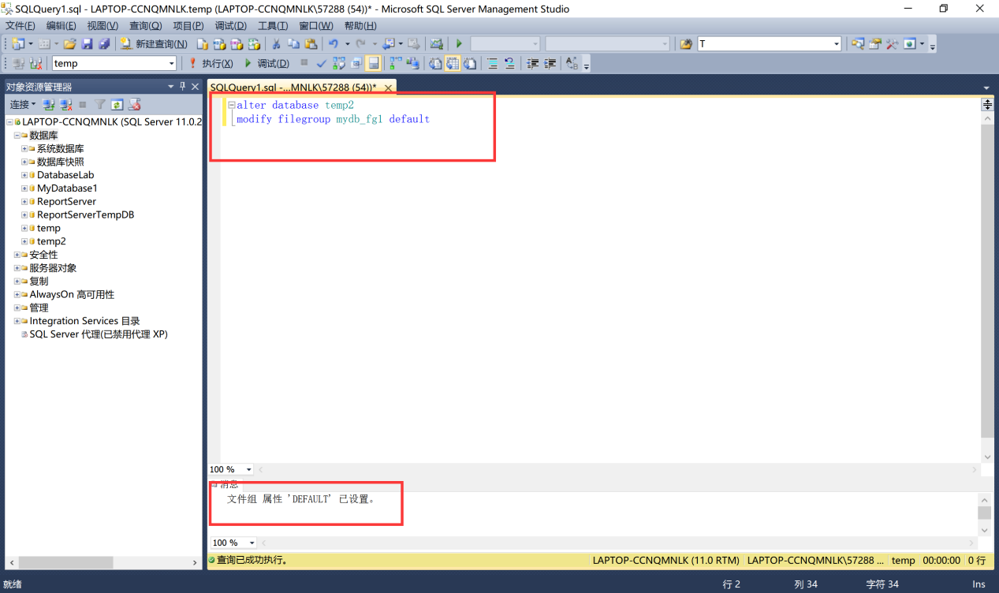 SQLQuery1.sql - LAPTOP-CCNQMNLK.temp (LAPTOP-CCNQMNLK\57288 (54))* - Microsoft SQL Server Management Studio
文件(F) 编辑(E) 视图(V) 查询(Q) 项目(P) 调试(D) 工具(T) 窗口(W) 帮助(H)
新建查询(N) T
temp 执行(X) 调试(D)
对象资源管理器
SQLQuery1.sql -...MNLK\57288 (54))*
连接
LAPTOP-CCNQMNLK (SQL Server 11.0.2
数据库
系统数据库
数据库快照
DatabaseLab
MyDatabase1
ReportServer
ReportServerTempDB
temp
temp2
安全性
服务器对象
复制
AlwaysOn 高可用性
管理
Integration Services 目录
SQL Server 代理(已禁用代理 XP)
alter database temp2
modify filegroup mydb_fg1 default
100 %
消息
文件组 属性 'DEFAULT' 已设置。
100 %
查询已成功执行。 LAPTOP-CCNQMNLK (11.0 RTM) LAPTOP-CCNQMNLK\57288 ... temp 00:00:00 0 行
就绪 行 2 列 34 字符 34 Ins